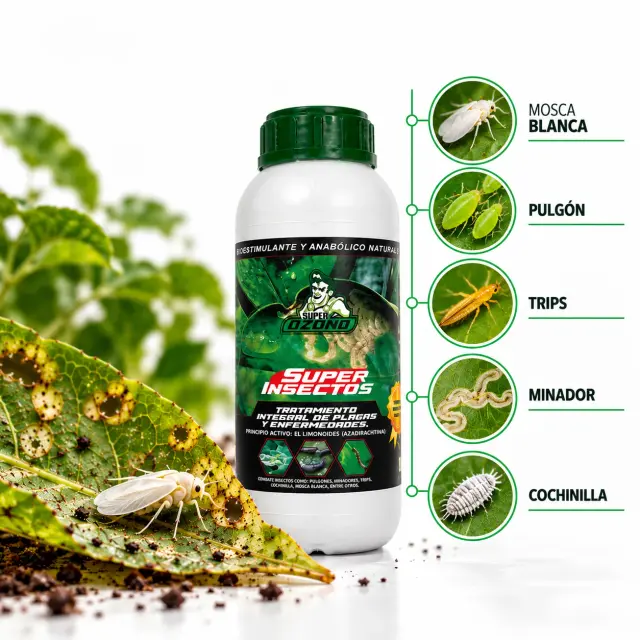 BIOESTIMULANTE Y ANABÓLICO NATURAL
SUPER
OZONO
SUPER
INSECTOS
TRATAMIENTO
INTEGRAL DE PLAGAS
Y ENFERMEDADES.
PRINCIPIO ACTIVO: EL LIMONOIDES (AZADIRACHTINA)
COMBATE INSECTOS COMO: PULGONES, MINADORES, TRIPS,
COCHINILLA, MOSCA BLANCA, ENTRE OTROS.
MOSCA
BLANCA
PULGÓN
TRIPS
MINADOR
COCHINILLA